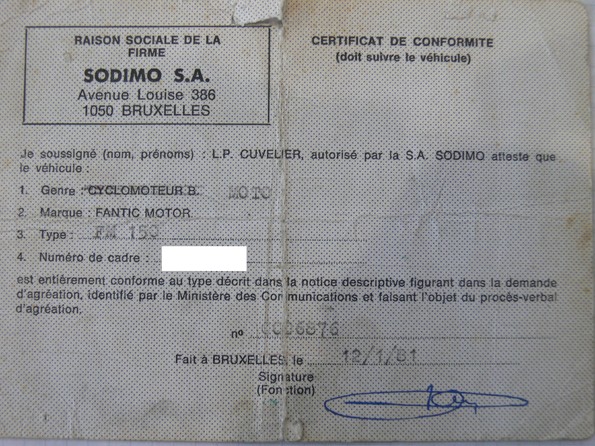 RAISON SOCIALE DE LA
FIRME
SODIMO S.A.
Avenue Louise 386
1050 BRUXELLES
CERTIFICAT DE CONFORMITE
(doit suivre le véhicule)
Je soussigné (nom, prénoms) : L.P. CUVELIER, autorisé par la S.A. SODIMO atteste que
le véhicule :
1. Genre : CYCLOMOTEUR B. MOTO
2. Marque : FANTIC MOTOR.
3. Type : FM 150
4. Numéro de cadre :
est entièrement conforme au type décrit dans la notice descriptive figurant dans la demande
d'agréation, identifié par le Ministère des Communications et faisant l'objet du procès-verbal
d'agréation.
n° 0006876
Fait à BRUXELLES, le 12/1/81
Signature
(Fonction)